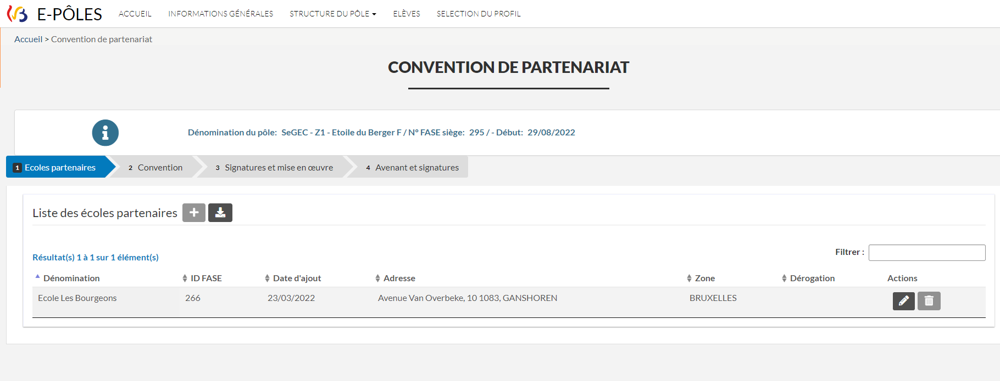 E-PÔLES ACCUEIL INFORMATIONS GÉNÉRALES STRUCTURE DU PÔLE ELÈVES SELECTION DU PROFIL
Accueil > Convention de partenariat
CONVENTION DE PARTENARIAT
Dénomination du pôle: SeGEC - Z1 - Etoile du Berger F / N° FASE siège: 295 / - Début: 29/08/2022
1 Ecoles partenaires 2 Convention 3 Signatures et mise en œuvre 4 Avenant et signatures
Liste des écoles partenaires
Filtrer :
Résultat(s) 1 à 1 sur 1 élément(s)
Dénomination ID FASE Date d'ajout Adresse Zone Dérogation Actions
Ecole Les Bourgeons 266 23/03/2022 Avenue Van Overbeke, 10 1083, GANSHOREN BRUXELLES